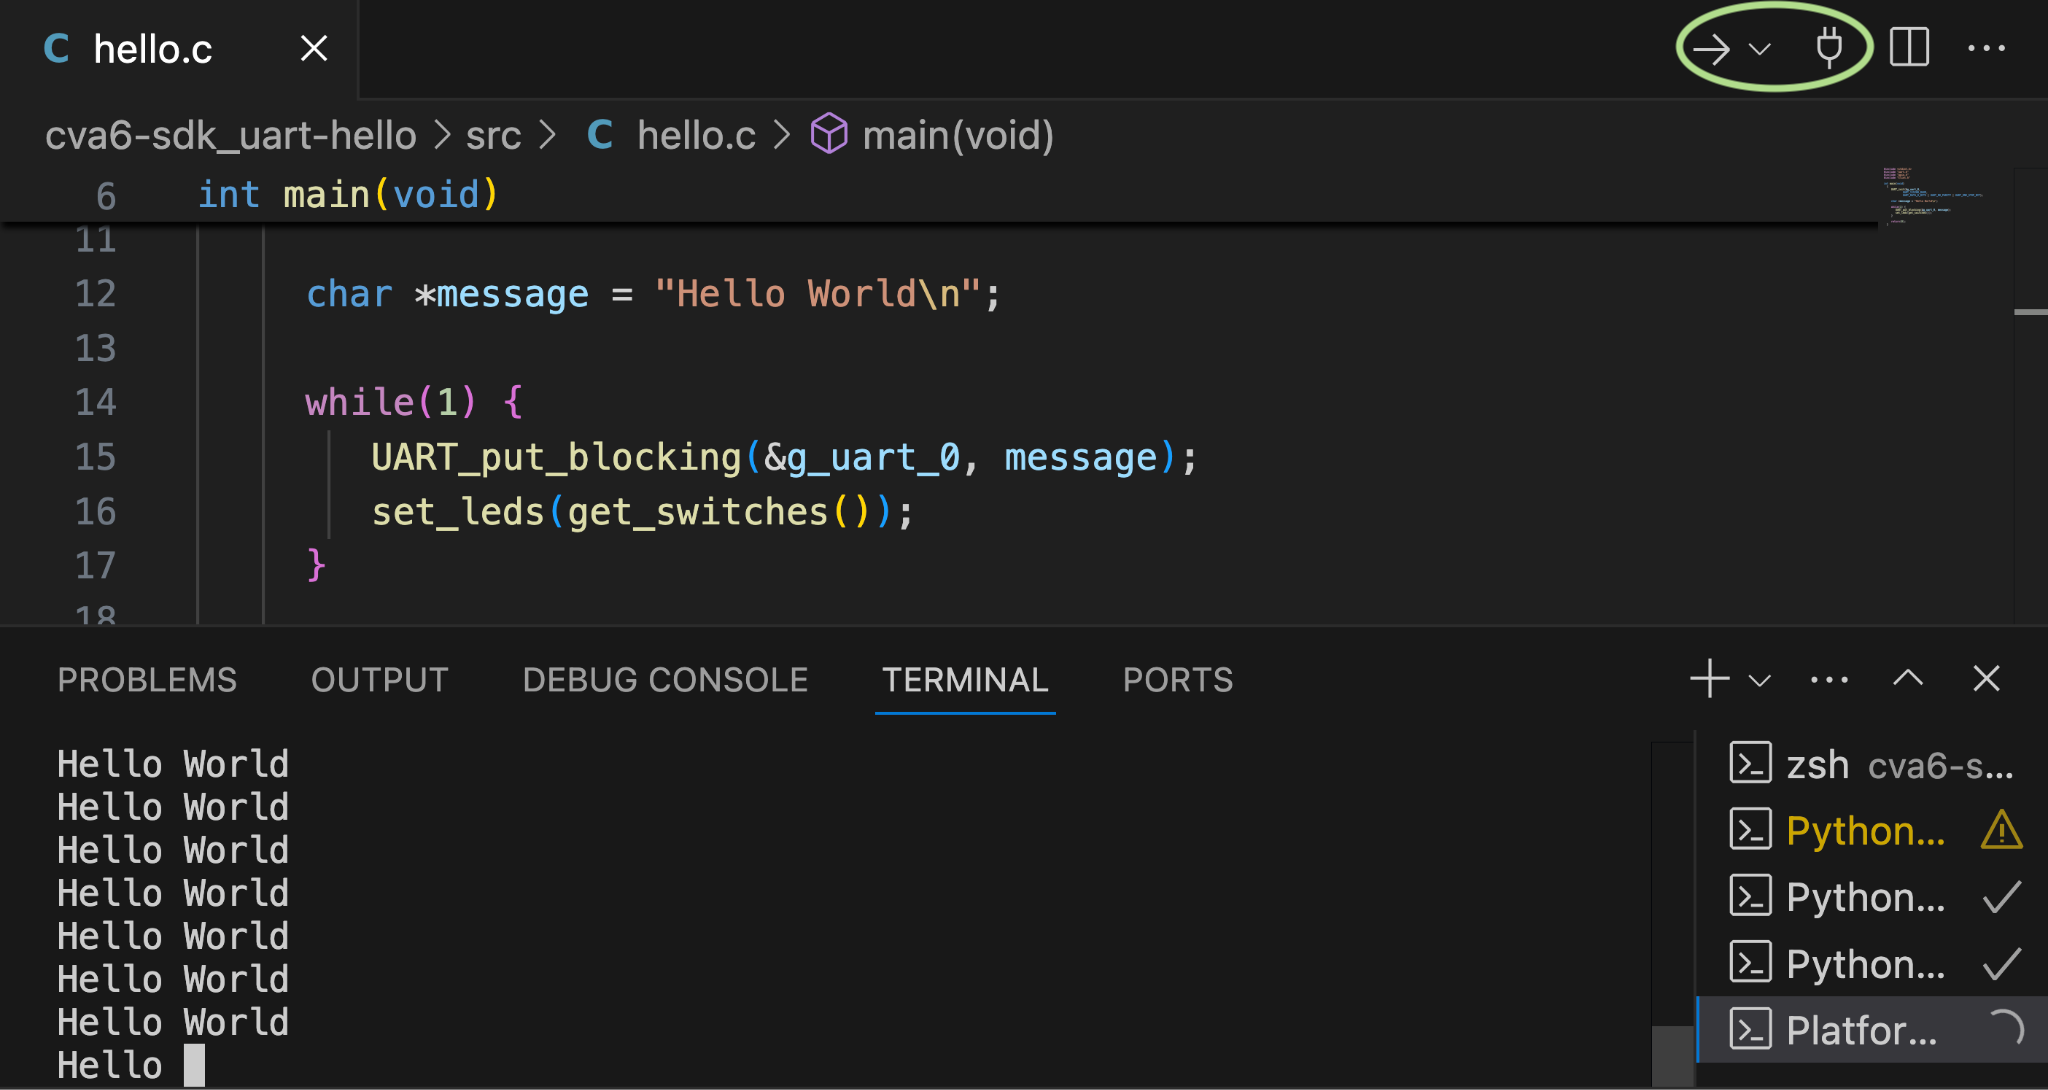 C hello.c
cva6-sdk_uart-hello > src > C hello.c > main(void)
6 int main(void)
11
12 char *message = "Hello World\n";
13
14 while(1) {
15 UART_put_blocking(&g_uart_0, message);
16 set_leds(get_switches());
17 }
18
PROBLEMS OUTPUT DEBUG CONSOLE TERMINAL PORTS
Hello World
Hello World
Hello World
Hello World
Hello World
Hello World
Hello World
Hello
zsh cva6-s...
Python...
Python...
Python...
Platfor...